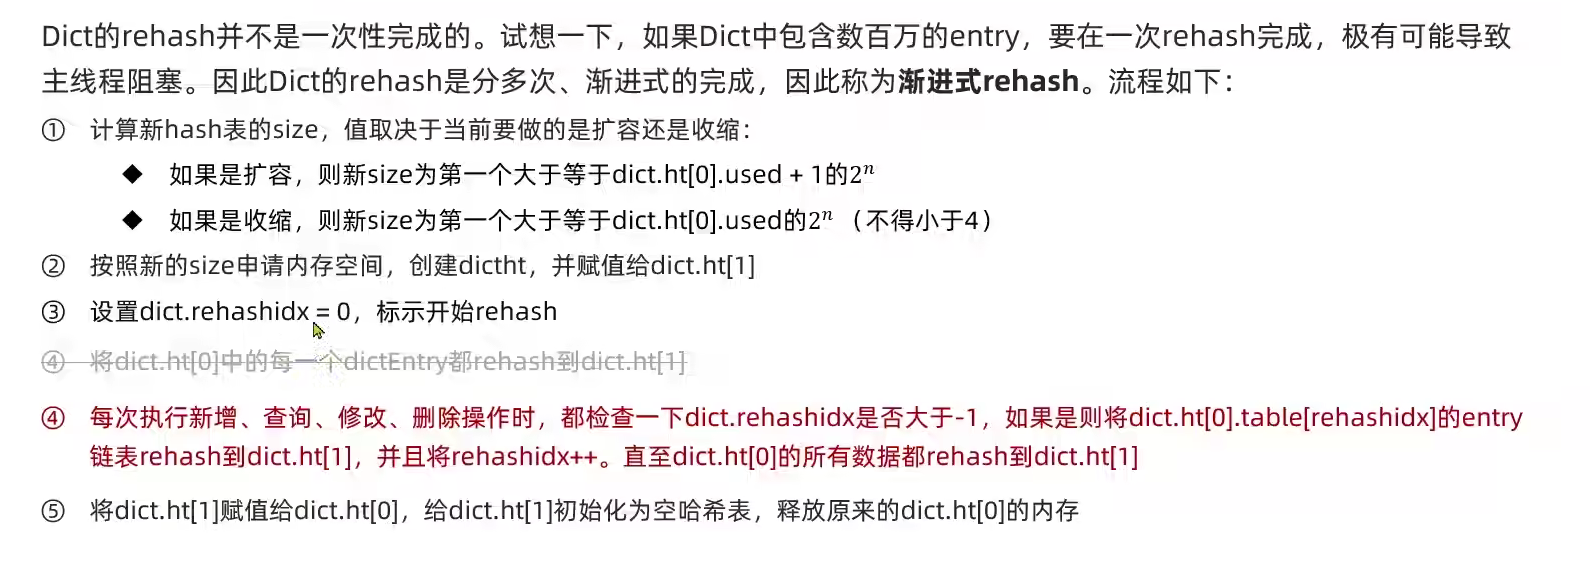 Dict的rehash并不是一次性完成的。试想一下，如果Dict中包含数百万的entry，要在一次rehash完成，极有可能导致
主线程阻塞。因此Dict的rehash是分多次、渐进式的完成，因此称为渐进式rehash。流程如下：
① 计算新hash表的size，值取决于当前要做的是扩容还是收缩：
◆ 如果是扩容，则新size为第一个大于等于dict.ht[0].used + 1的2ⁿ
◆ 如果是收缩，则新size为第一个大于等于dict.ht[0].used的2ⁿ（不得小于4）
② 按照新的size申请内存空间，创建dictht，并赋值给dict.ht[1]
③ 设置dict.rehashidx = 0，标示开始rehash
④ 将dict.ht[0]中的每一个dictEntry都rehash到dict.ht[1]
④ 每次执行新增、查询、修改、删除操作时，都检查一下dict.rehashidx是否大于-1，如果是则将dict.ht[0].table[rehashidx]的entry
链表rehash到dict.ht[1]，并且将rehashidx++。直至dict.ht[0]的所有数据都rehash到dict.ht[1]
⑤ 将dict.ht[1]赋值给dict.ht[0]，给dict.ht[1]初始化为空哈希表，释放原来的dict.ht[0]的内存